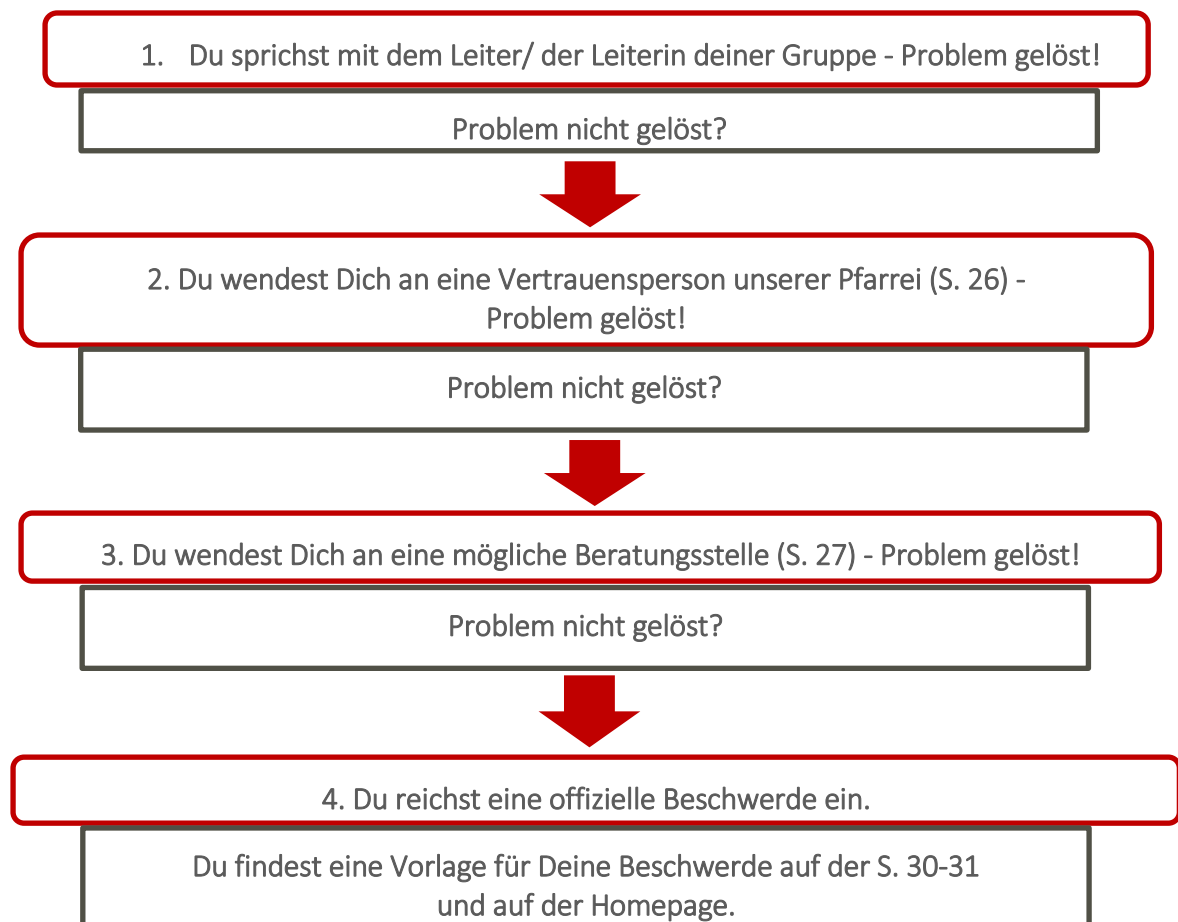 1. Du sprichst mit dem Leiter/ der Leiterin deiner Gruppe - Problem gelöst!
Problem nicht gelöst?
2. Du wendest Dich an eine Vertrauensperson unserer Pfarrei (S. 26) -
Problem gelöst!
Problem nicht gelöst?
3. Du wendest Dich an eine mögliche Beratungsstelle (S. 27) - Problem gelöst!
Problem nicht gelöst?
4. Du reichst eine offizielle Beschwerde ein.
Du findest eine Vorlage für Deine Beschwerde auf der S. 30-31
und auf der Homepage.